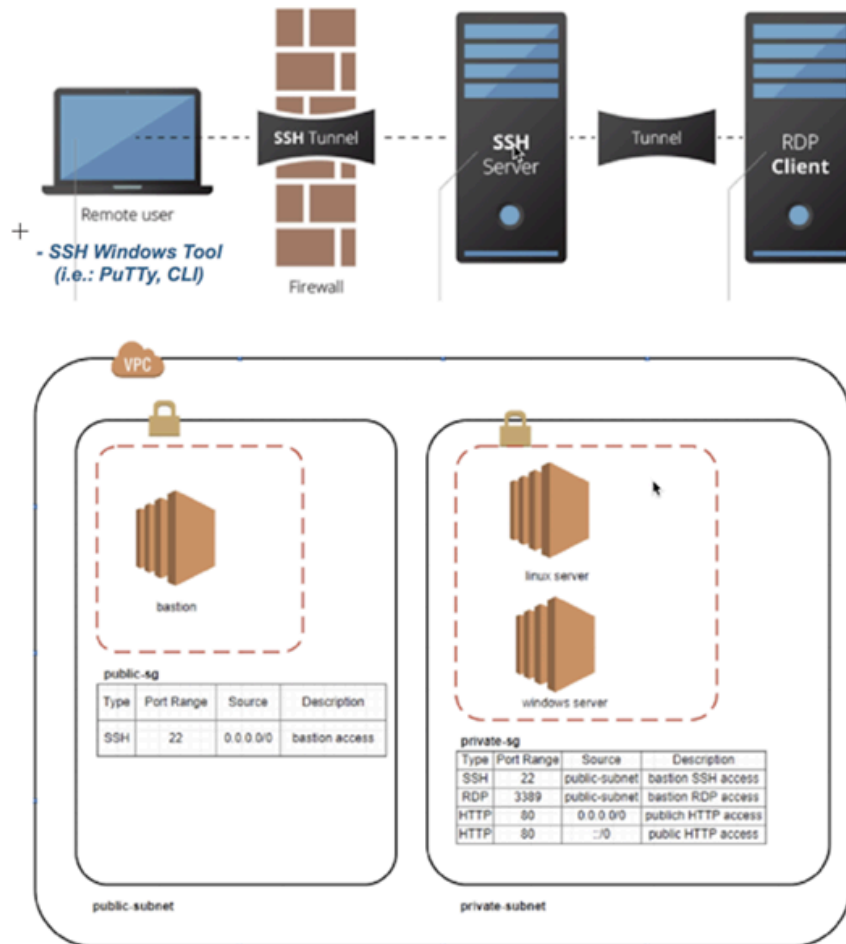 SSH Tunnel
SSH
Server
Tunnel
RDP
Client
Remote user
- SSH Windows Tool
(i.e.: PuTTy, CLI)
Firewall
VPC
bastion
linux server
windows server
public-sg
Type Port Range Source Description
SSH 22 0.0.0.0/0 bastion access
private-sg
Type Port Range Source Description
SSH 22 public-subnet bastion SSH access
RDP 3389 public-subnet bastion RDP access
HTTP 80 0.0.0.0/0 publich HTTP access
HTTP 80 ::/0 public HTTP access
public-subnet
private-subnet